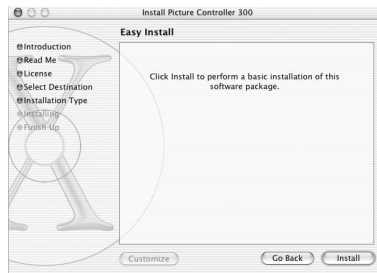 Install Picture Controller 300
Easy Install
Introduction
Read Me
License
Select Destination
Installation Type
Installing
Finish Up
Click Install to perform a basic installation of this
software package.
Customize
Go Back
Install